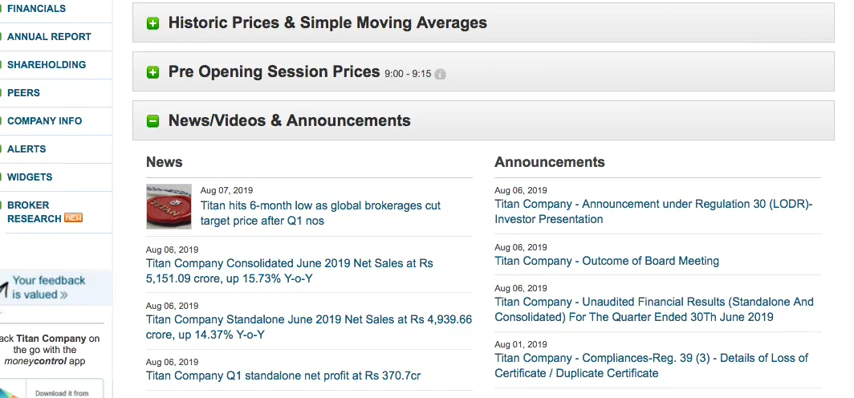 FINANCIALS
ANNUAL REPORT
SHAREHOLDING
PEERS
COMPANY INFO
ALERTS
WIDGETS
BROKER
RESEARCH NEW
Your feedback
is valued »
ack Titan Company on
the go with the
moneycontrol app
Download it from
Historic Prices & Simple Moving Averages
Pre Opening Session Prices 9:00 - 9:15 i
News/Videos & Announcements
News
TITAN
Aug 07, 2019
Titan hits 6-month low as global brokerages cut
target price after Q1 nos
Aug 06, 2019
Titan Company Consolidated June 2019 Net Sales at Rs
5,151.09 crore, up 15.73% Y-o-Y
Aug 06, 2019
Titan Company Standalone June 2019 Net Sales at Rs 4,939.66
crore, up 14.37% Y-o-Y
Aug 06, 2019
Titan Company Q1 standalone net profit at Rs 370.7cr
Announcements
Aug 06, 2019
Titan Company - Announcement under Regulation 30 (LODR)-
Investor Presentation
Aug 06, 2019
Titan Company - Outcome of Board Meeting
Aug 06, 2019
Titan Company - Unaudited Financial Results (Standalone And
Consolidated) For The Quarter Ended 30Th June 2019
Aug 01, 2019
Titan Company - Compliances-Reg. 39 (3) - Details of Loss of
Certificate / Duplicate Certificate